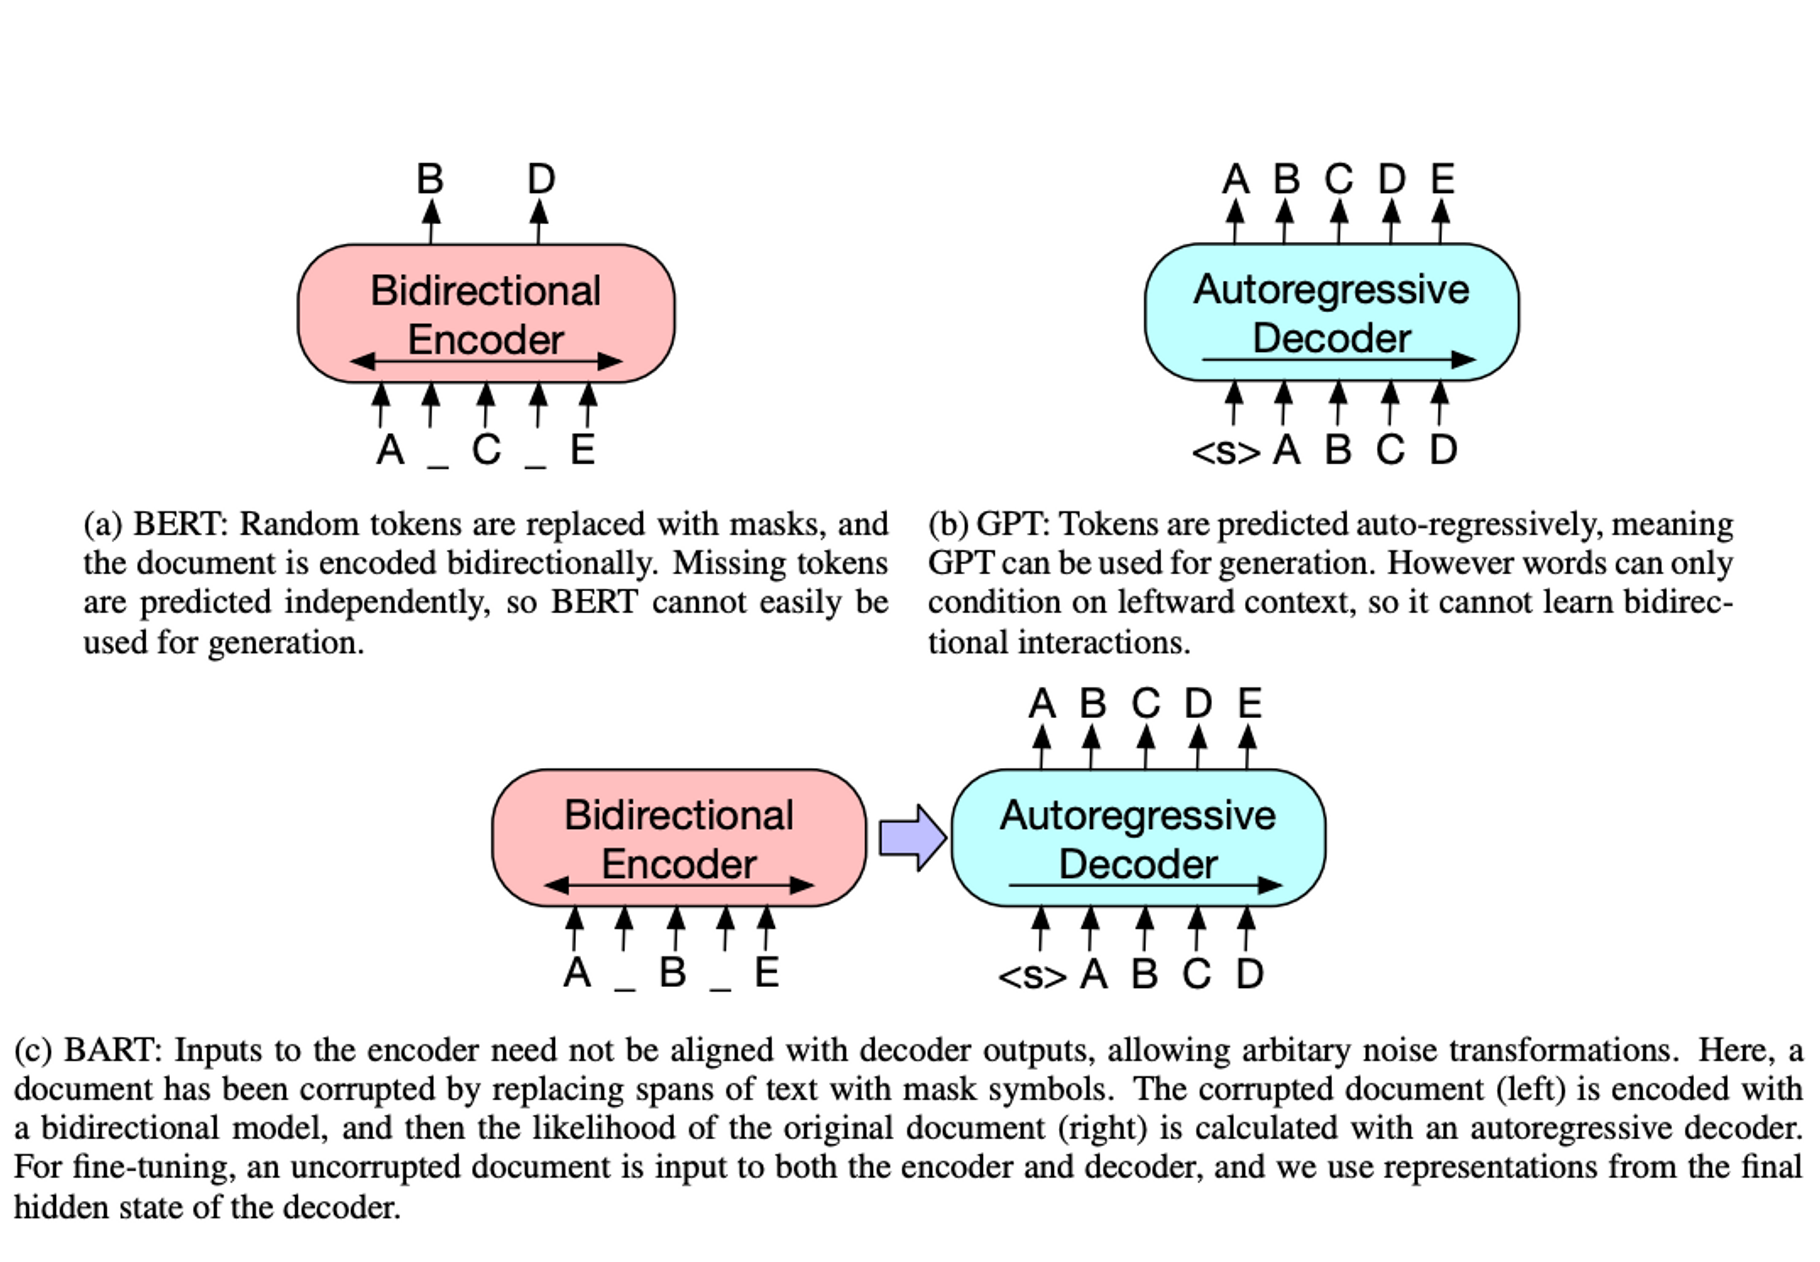 B D
Bidirectional
Encoder
A _ C _ E
(a) BERT: Random tokens are replaced with masks, and
the document is encoded bidirectionally. Missing tokens
are predicted independently, so BERT cannot easily be
used for generation.
A B C D E
Autoregressive
Decoder
<s> A B C D
(b) GPT: Tokens are predicted auto-regressively, meaning
GPT can be used for generation. However words can only
condition on leftward context, so it cannot learn bidirec-
tional interactions.
Bidirectional
Encoder
A _ B _ E
A B C D E
Autoregressive
Decoder
<s> A B C D
(c) BART: Inputs to the encoder need not be aligned with decoder outputs, allowing arbitary noise transformations. Here, a
document has been corrupted by replacing spans of text with mask symbols. The corrupted document (left) is encoded with
a bidirectional model, and then the likelihood of the original document (right) is calculated with an autoregressive decoder.
For fine-tuning, an uncorrupted document is input to both the encoder and decoder, and we use representations from the final
hidden state of the decoder.